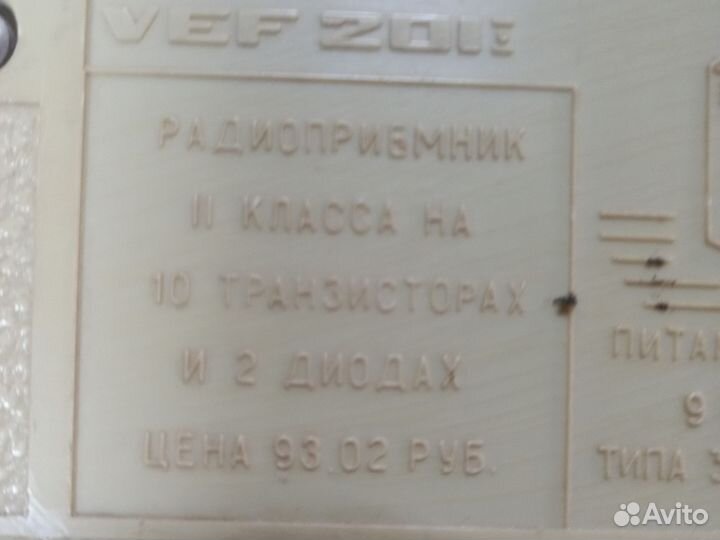 VEF 201
РАДИОПРИЕМНИК
II КЛАССА НА
10 ТРАНЗИСТОРАХ
И 2 ДИОДАХ
ЦЕНА 93.02 РУБ.
ПИТА
9
ТИПА
Avito